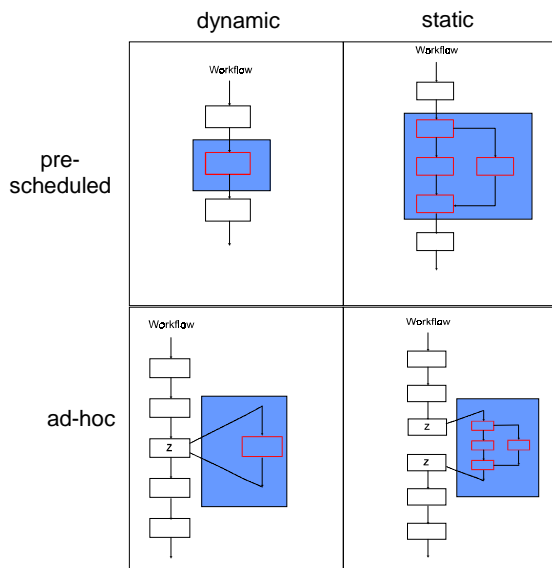 dynamic static
Workflow
Workflow
pre-
scheduled
Workflow
Workflow
ad-hoc
z
z
z